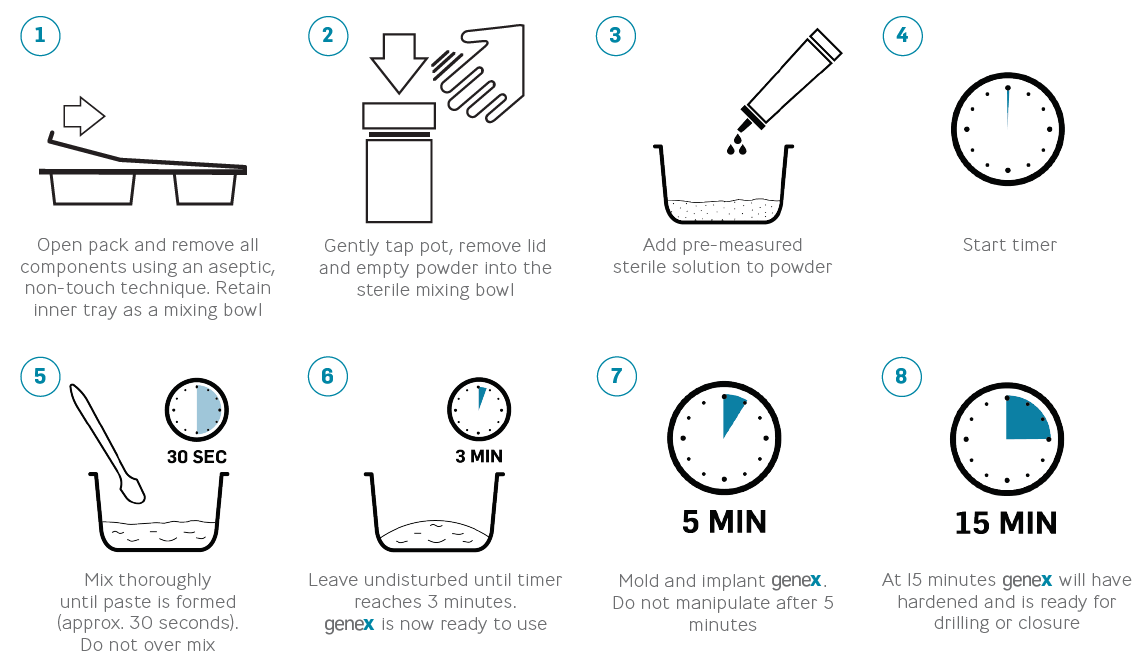 1
Open pack and remove all
components using an aseptic,
non-touch technique. Retain
inner tray as a mixing bowl
2
Gently tap pot, remove lid
and empty powder into the
sterile mixing bowl
3
Add pre-measured
sterile solution to powder
4
Start timer
5
30 SEC
Mix thoroughly
until paste is formed
(approx. 30 seconds).
Do not over mix
6
3 MIN
Leave undisturbed until timer
reaches 3 minutes.
genex is now ready to use
7
5 MIN
Mold and implant genex.
Do not manipulate after 5
minutes
8
15 MIN
At 15 minutes genex will have
hardened and is ready for
drilling or closure